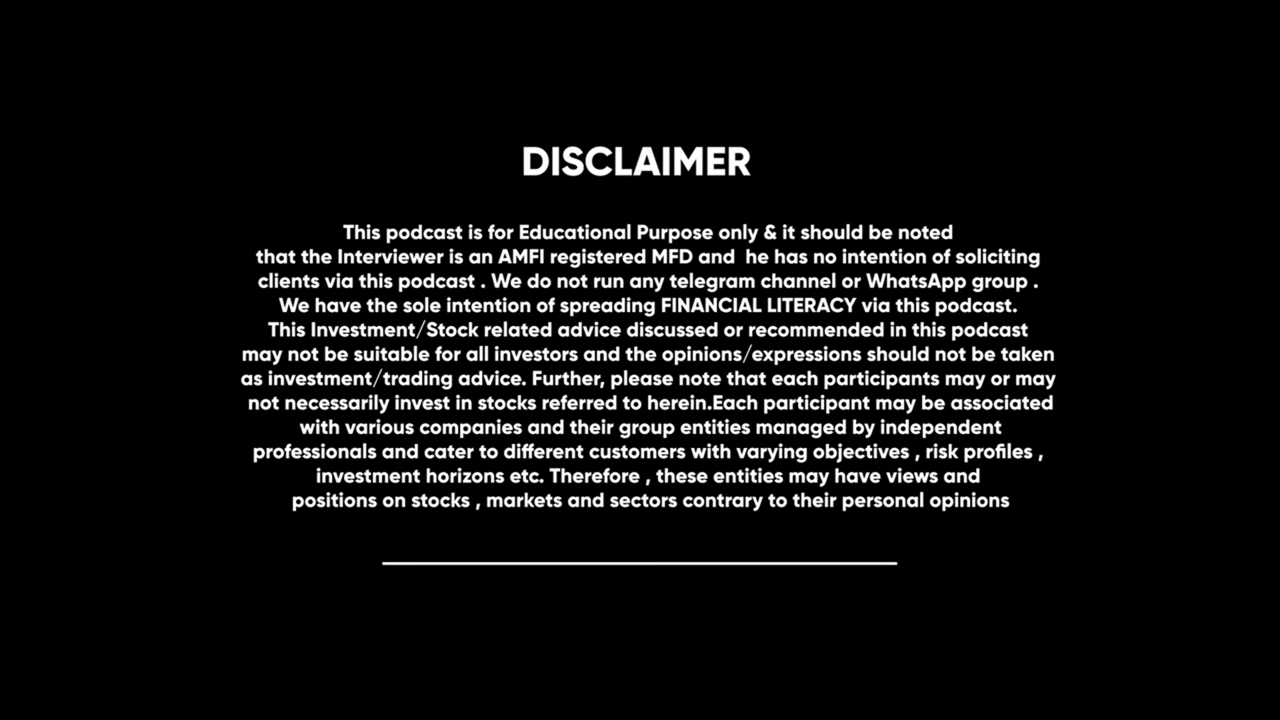 DISCLAIMER
This podcast is for Educational Purpose only & it should be noted
that the Interviewer is an AMFI registered MFD and  he has no intention of soliciting
clients via this podcast . We do not run any telegram channel or WhatsApp group .
We have the sole intention of spreading FINANCIAL LITERACY via this podcast.
This Investment/Stock related advice discussed or recommended in this podcast
may not be suitable for all investors and the opinions/expressions should not be taken
as investment/trading advice. Further, please note that each participants may or may
not necessarily invest in stocks referred to herein.Each participant may be associated
with various companies and their group entities managed by independent
professionals and cater to different customers with varying objectives , risk profiles ,
investment horizons etc. Therefore , these entities may have views and
positions on stocks , markets and sectors contrary to their personal opinions